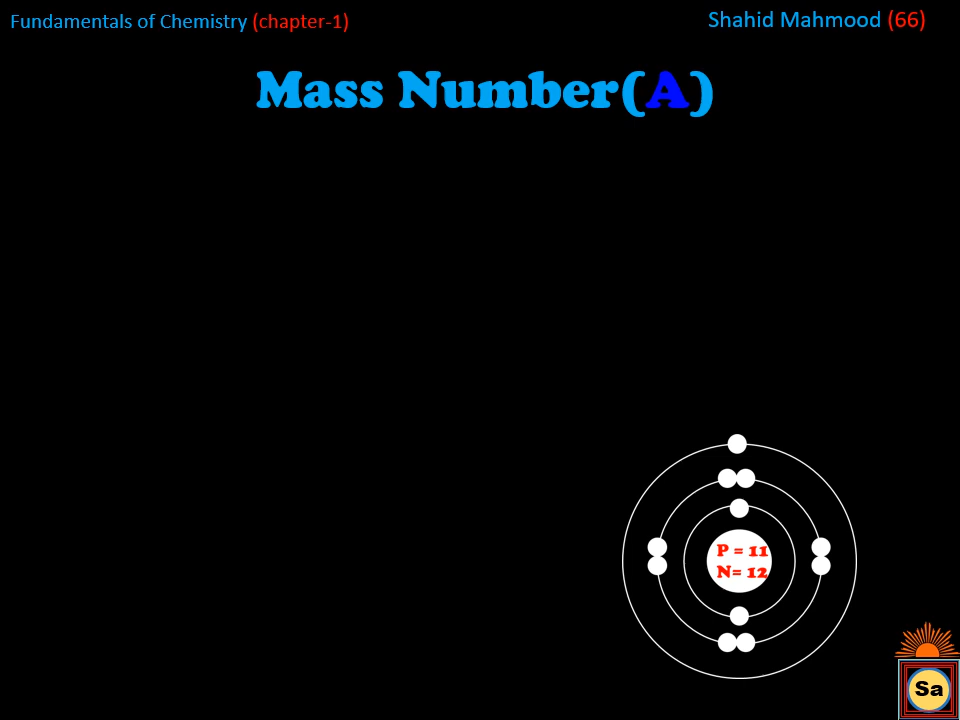 Fundamentals of Chemistry (chapter-1)
Shahid Mahmood (66)
Mass Number(A)
P = 11
N= 12
Sa